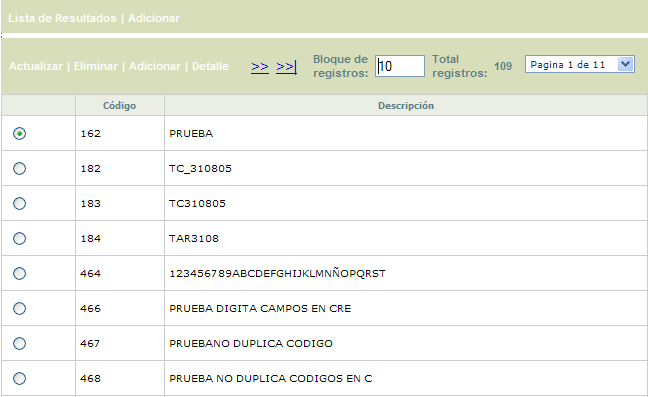 Lista de Resultados | Adicionar
Actualizar | Eliminar | Adicionar | Detalle >> >>| Bloque de registros: 10 Total registros: 109 Pagina 1 de 11
Código Descripción
162 PRUEBA
182 TC_310805
183 TC310805
184 TAR3108
464 123456789ABCDEFGHIJKLMNÑOPQRST
466 PRUEBA DIGITA CAMPOS EN CRE
467 PRUEBANO DUPLICA CODIGO
468 PRUEBA NO DUPLICA CODIGOS EN C